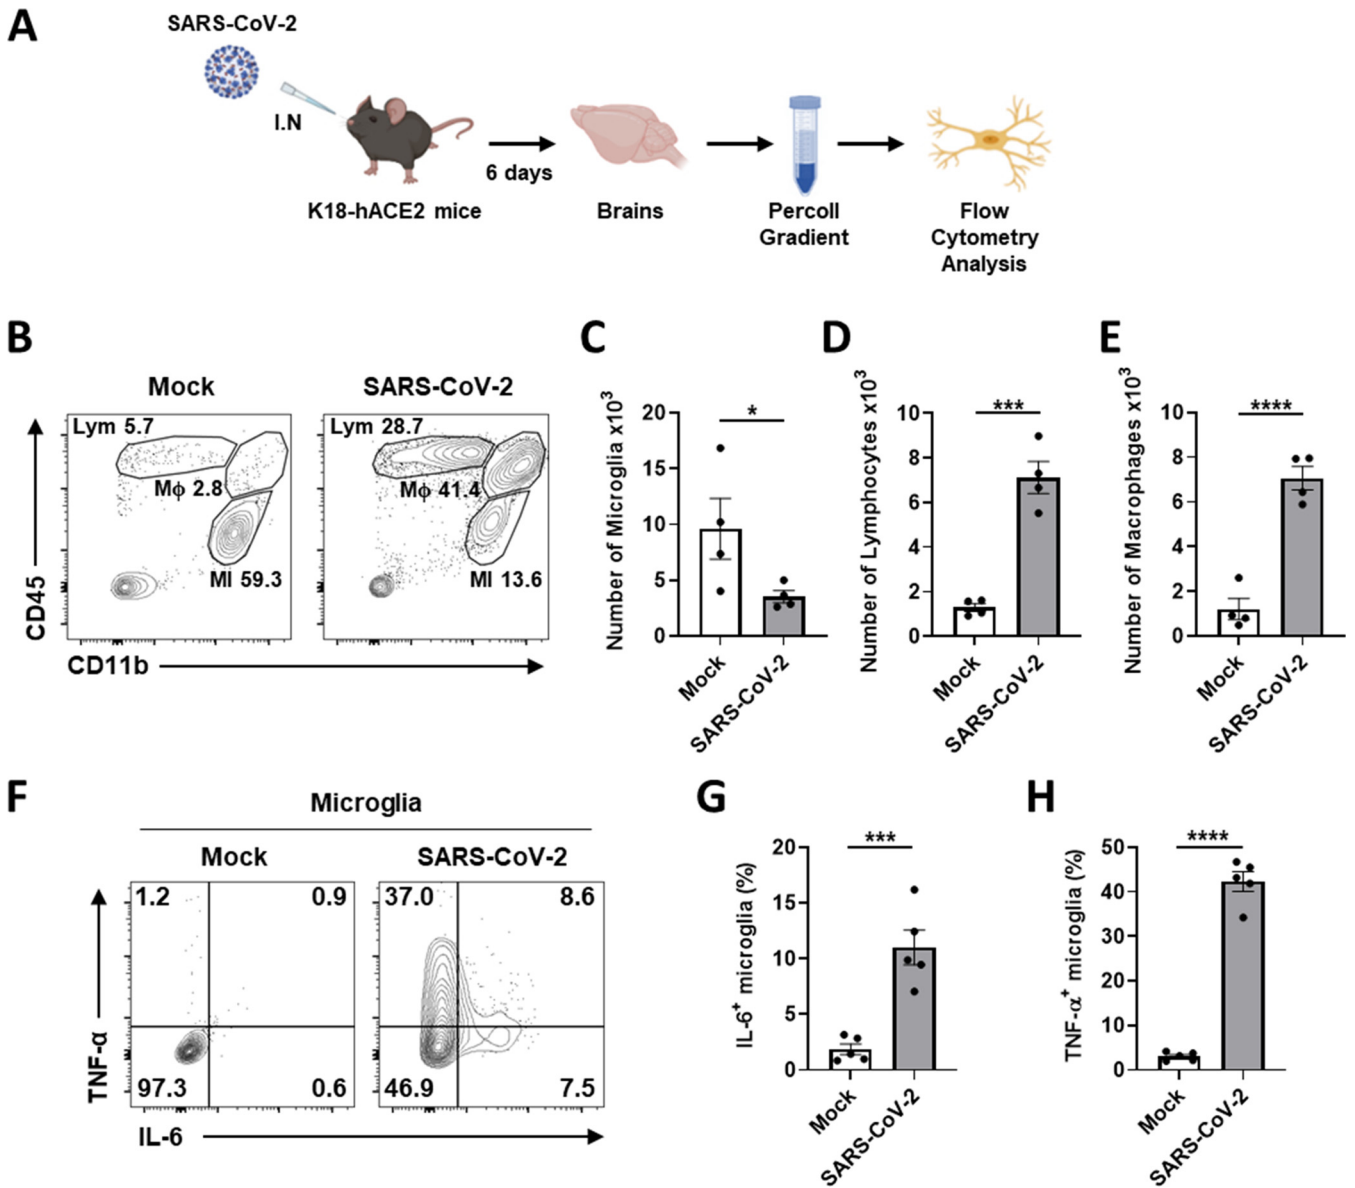 A
SARS-CoV-2
I.N
6 days
K18-hACE2 mice
Brains
Percoll
Gradient
Flow
Cytometry
Analysis
B
Mock
SARS-CoV-2
Lym 5.7
Mϕ 2.8
MI 59.3
Lym 28.7
Mϕ 41.4
MI 13.6
CD45
CD11b
C
Number of Microglia x10³
20
15
10
5
0
*
Mock
SARS-CoV-2
D
Number of Lymphocytes x10³
10
8
6
4
2
0
***
Mock
SARS-CoV-2
E
Number of Macrophages x10³
10
8
6
4
2
0
****
Mock
SARS-CoV-2
F
Microglia
Mock
SARS-CoV-2
1.2
0.9
97.3
0.6
37.0
8.6
46.9
7.5
TNF-α
IL-6
G
IL-6⁺ microglia (%)
20
15
10
5
0
***
Mock
SARS-CoV-2
H
TNF-α⁺ microglia (%)
50
40
30
20
10
0
****
Mock
SARS-CoV-2